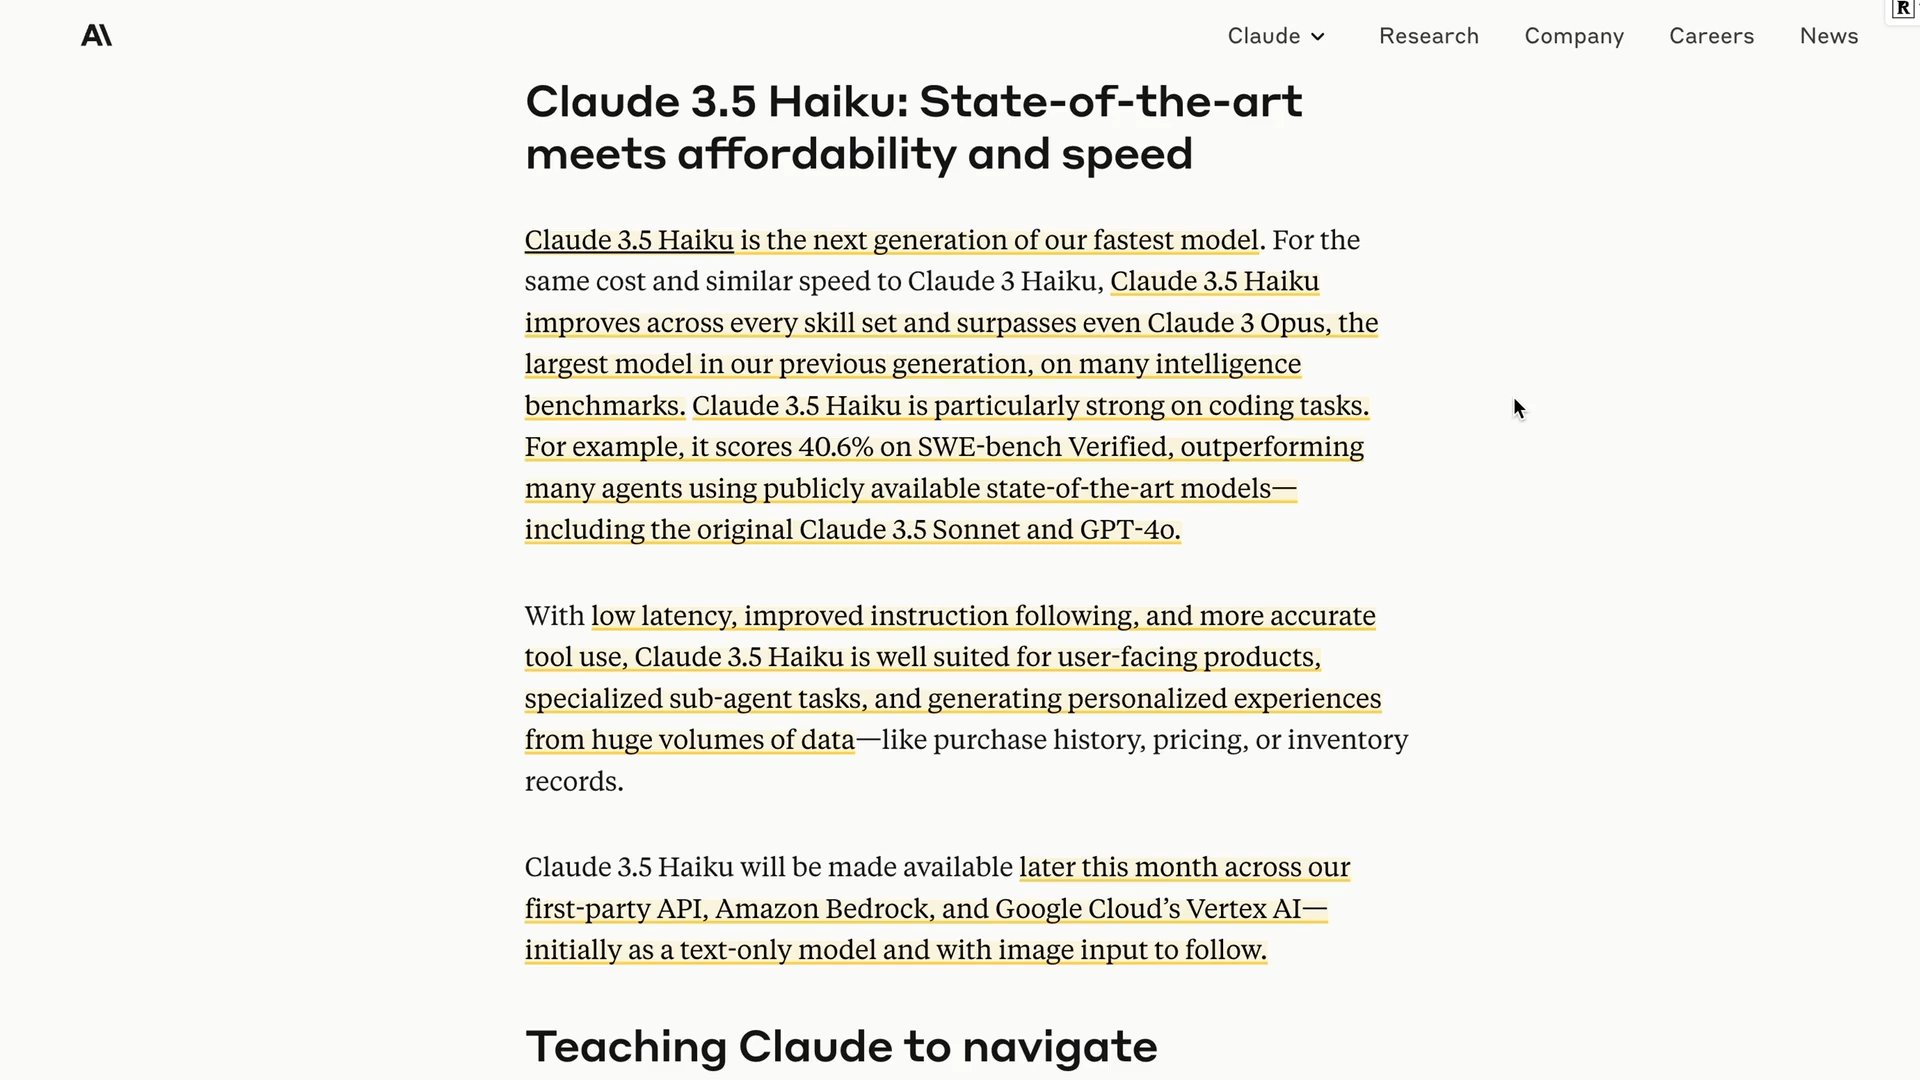 A\
Claude
Research
Company
Careers
News
R
Claude 3.5 Haiku: State-of-the-art
meets affordability and speed
Claude 3.5 Haiku is the next generation of our fastest model. For the
same cost and similar speed to Claude 3 Haiku, Claude 3.5 Haiku
improves across every skill set and surpasses even Claude 3 Opus, the
largest model in our previous generation, on many intelligence
benchmarks. Claude 3.5 Haiku is particularly strong on coding tasks.
For example, it scores 40.6% on SWE-bench Verified, outperforming
many agents using publicly available state-of-the-art models—
including the original Claude 3.5 Sonnet and GPT-4o.
With low latency, improved instruction following, and more accurate
tool use, Claude 3.5 Haiku is well suited for user-facing products,
specialized sub-agent tasks, and generating personalized experiences
from huge volumes of data—like purchase history, pricing, or inventory
records.
Claude 3.5 Haiku will be made available later this month across our
first-party API, Amazon Bedrock, and Google Cloud’s Vertex AI—
initially as a text-only model and with image input to follow.
Teaching Claude to navigate